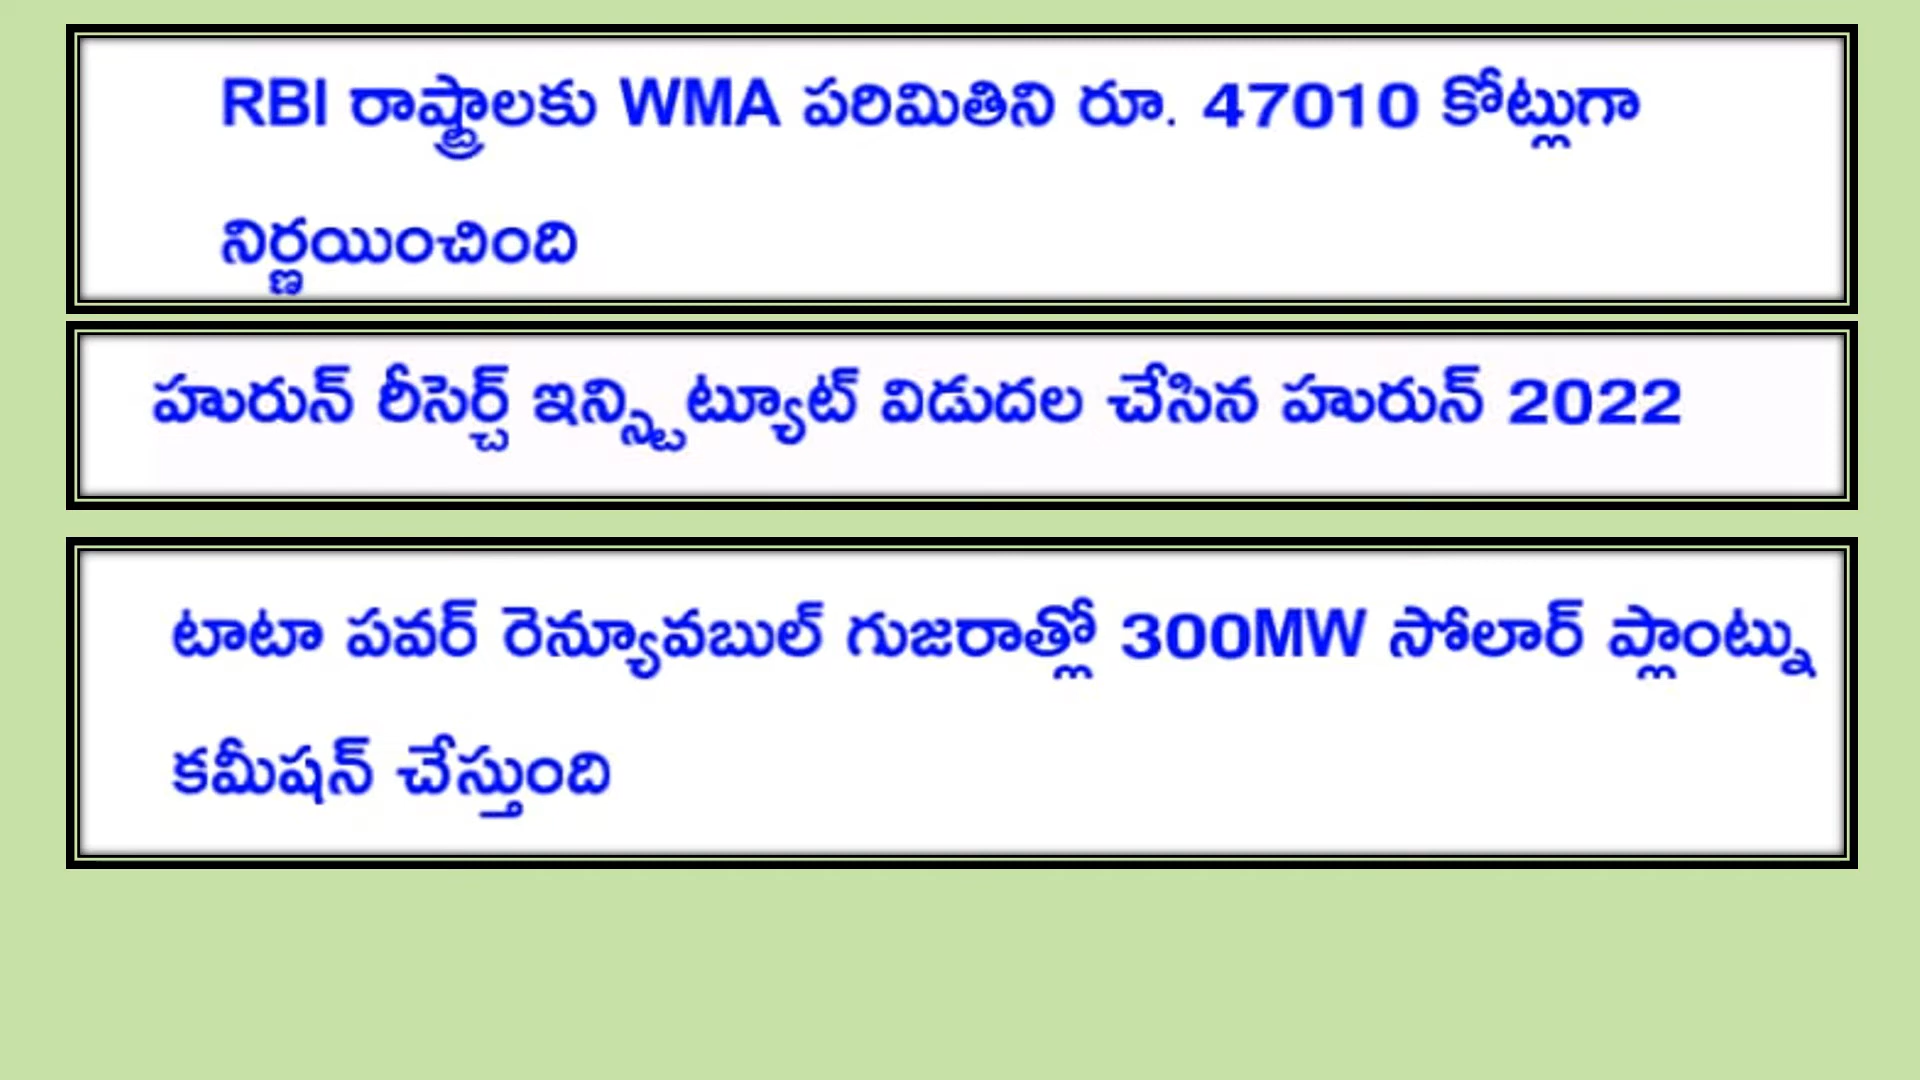 RBI రాష్ట్రాలకు WMA పరిమితిని రూ. 47010 కోట్లుగా
నిర్ణయించింది
హురున్ రీసెర్చ్ ఇన్స్టిట్యూట్ విడుదల చేసిన హురున్ 2022
టాటా పవర్ రెన్యూవబుల్ గుజరాత్లో 300MW సోలార్ ప్లాంట్ను
కమీషన్ చేస్తుంది